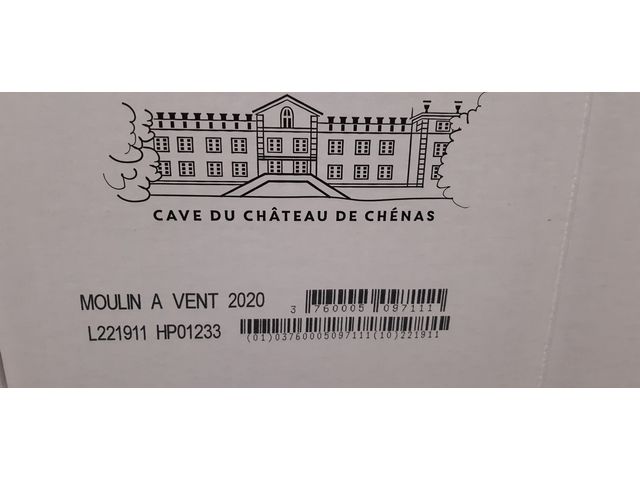 CAVE DU CHÂTEAU DE CHÉNAS
MOULIN A VENT 2020
3 760005 097111
L221911 HP01233
(01)03760005097111(10)221911